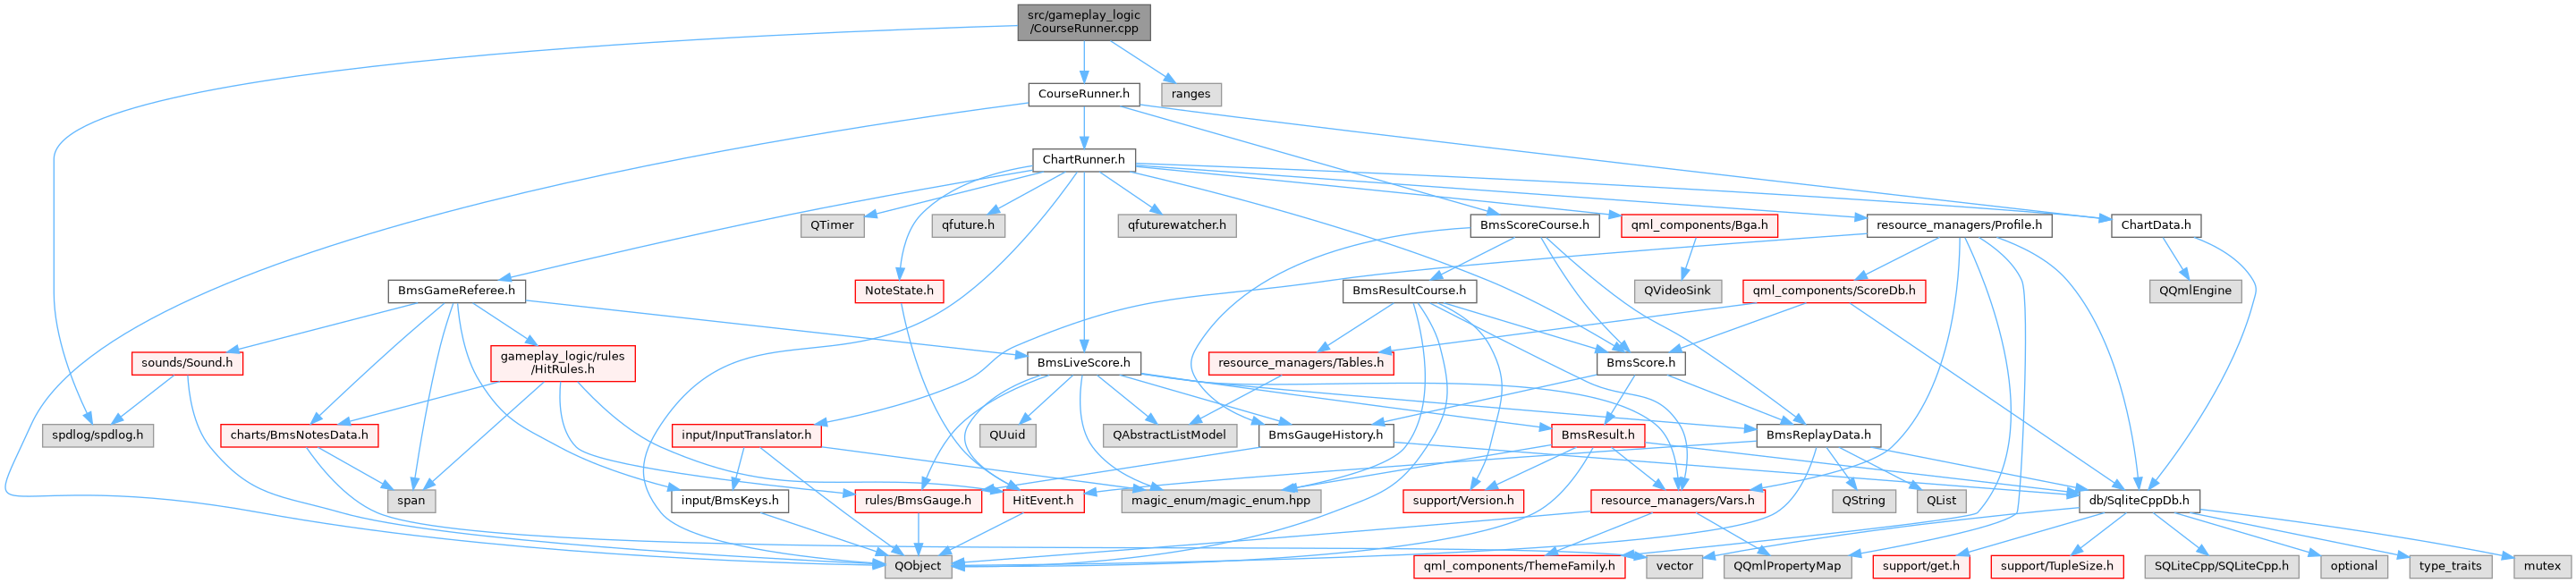 src/gameplay_logic
/CourseRunner.cpp
CourseRunner.h
ranges
ChartRunner.h
QTimer
qfuture.h
qfuturewatcher.h
BmsScoreCourse.h
qml_components/Bga.h
resource_managers/Profile.h
ChartData.h
BmsGameReferee.h
NoteState.h
BmsResultCourse.h
QVideoSink
qml_components/ScoreDb.h
QQmlEngine
sounds/Sound.h
gameplay_logic/rules
/HitRules.h
BmsLiveScore.h
resource_managers/Tables.h
BmsScore.h
spdlog/spdlog.h
charts/BmsNotesData.h
input/InputTranslator.h
QUuid
QAbstractListModel
BmsGaugeHistory.h
BmsResult.h
BmsReplayData.h
span
input/BmsKeys.h
rules/BmsGauge.h
HitEvent.h
magic_enum/magic_enum.hpp
support/Version.h
resource_managers/Vars.h
QString
QList
db/SqliteCppDb.h
QObject
qml_components/ThemeFamily.h
vector
QQmlPropertyMap
support/get.h
support/TupleSize.h
SQLiteCpp/SQLiteCpp.h
optional
type_traits
mutex